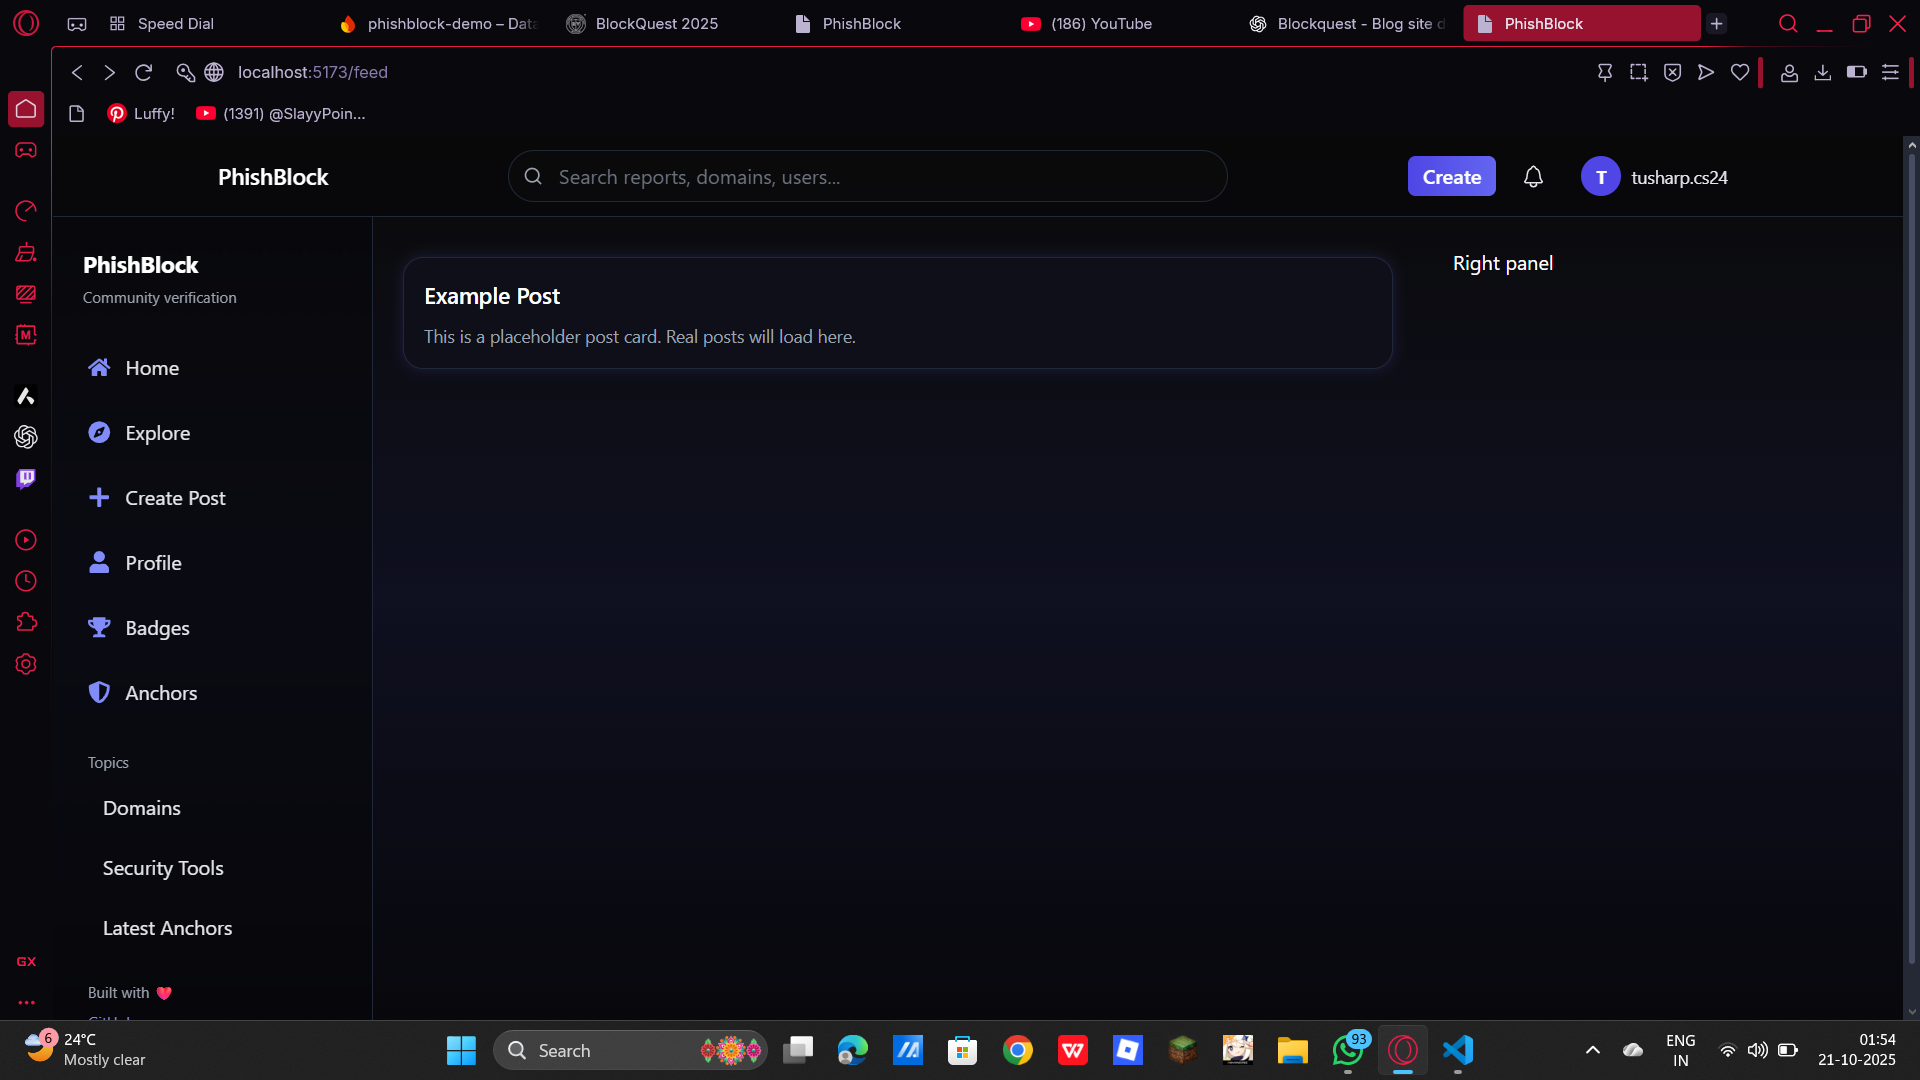 Speed Dial
phishblock-demo – Data
BlockQuest 2025
PhishBlock
(186) YouTube
Blockquest - Blog site d
PhishBlock
localhost:5173/feed
Luffy!
(1391) @SlayyPoin...
PhishBlock
Search reports, domains, users...
Create
T
tusharp.cs24
PhishBlock
Community verification
Home
Explore
Create Post
Profile
Badges
Anchors
Topics
Domains
Security Tools
Latest Anchors
Built with
GitHub
Example Post
This is a placeholder post card. Real posts will load here.
Right panel
M
GX
6
24°C
Mostly clear
Search
W
93
ENG
IN
01:54
21-10-2025